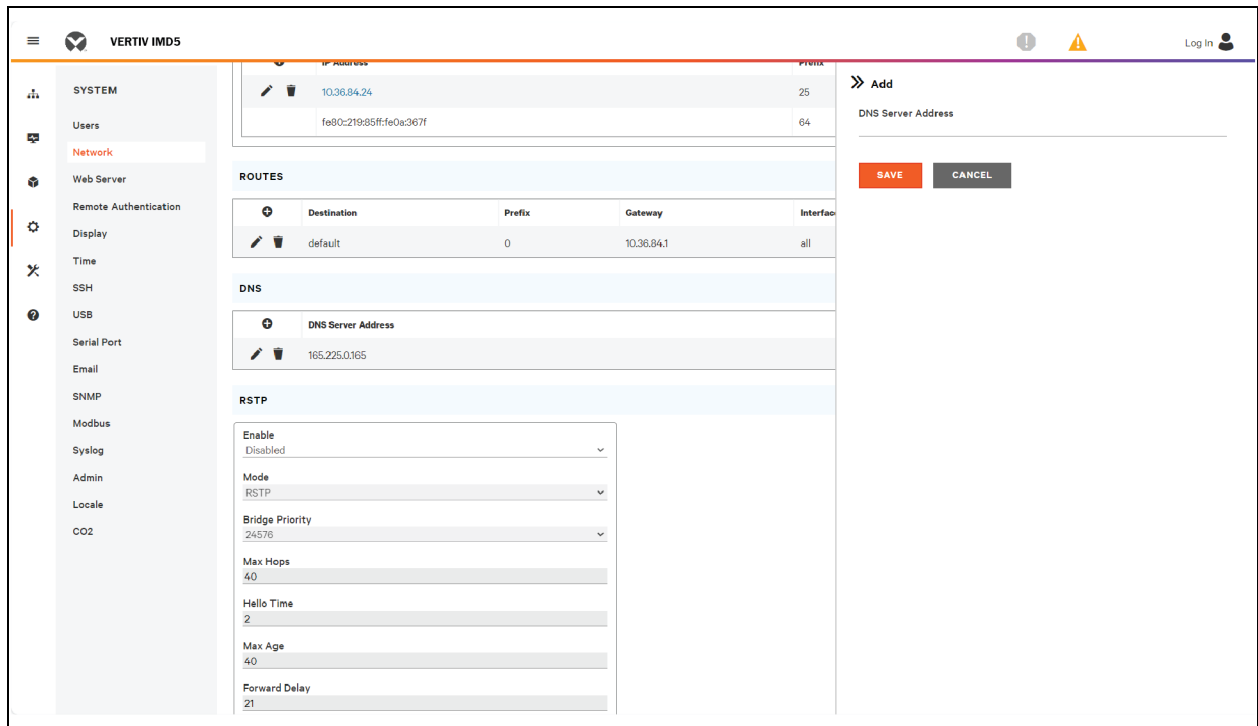 VERTIV IMD5
Log In
SYSTEM
Users
Network
Web Server
Remote Authentication
Display
Time
SSH
USB
Serial Port
Email
SNMP
Modbus
Syslog
Admin
Locale
CO2
IP Address Prefix
10.36.84.24 25
fe80::219:85ff:fe0a:367f 64
ROUTES
Destination Prefix Gateway Interfac
default 0 10.36.84.1 all
DNS
DNS Server Address
165.225.0.165
RSTP
Enable
Disabled
Mode
RSTP
Bridge Priority
24576
Max Hops
40
Hello Time
2
Max Age
40
Forward Delay
21
Add
DNS Server Address
SAVE CANCEL